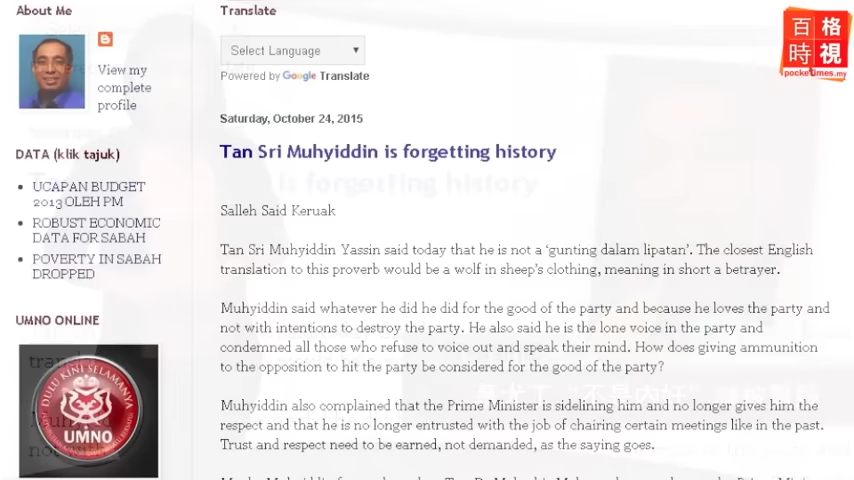 About Me
View my
complete
profile
DATA (klik tajuk)
UCAPAN BUDGET
2013 OLEH PM
ROBUST ECONOMIC
DATA FOR SABAH
POVERTY IN SABAH
DROPPED
UMNO ONLINE
DULU KINI SELAMANYA
UMNO
Translate
Select Language
Powered by Google Translate
Saturday, October 24, 2015
Tan Sri Muhyiddin is forgetting history
is forgetting history
Salleh Said Keruak
Tan Sri Muhyiddin Yassin said today that he is not a ‘gunting dalam lipatan’. The closest English
translation to this proverb would be a wolf in sheep’s clothing, meaning in short a betrayer.
Muhyiddin said whatever he did he did for the good of the party and because he loves the party and
not with intentions to destroy the party. He also said he is the lone voice in the party and
condemned all those who refuse to voice out and speak their mind. How does giving ammunition
to the opposition to hit the party be considered for the good of the party?
Muhyiddin also complained that the Prime Minister is sidelining him and no longer gives him the
respect and that he is no longer entrusted with the job of chairing certain meetings like in the past.
Trust and respect need to be earned, not demanded, as the saying goes.
百格
時視
pocketimes.my